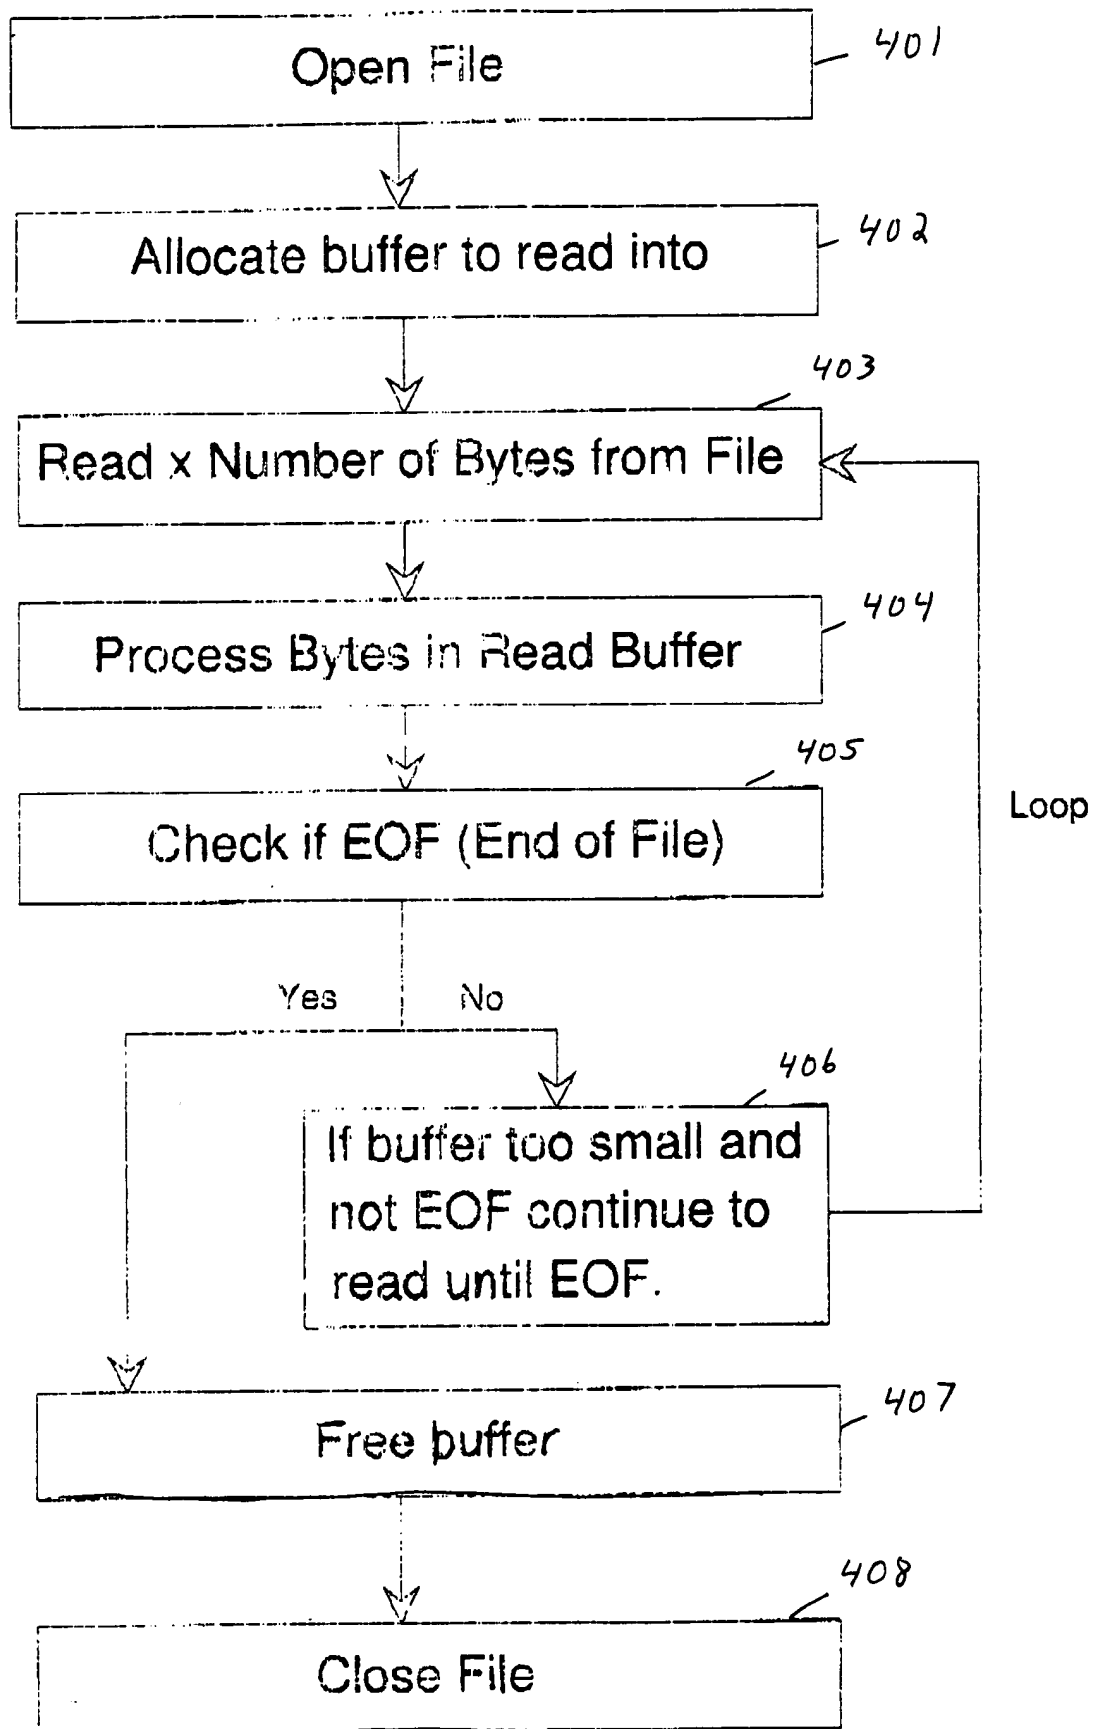 Open File
401
Allocate buffer to read into
402
403
Read x Number of Bytes from File
404
Process Bytes in Read Buffer
405
Check if EOF (End of File)
Loop
Yes
No
406
If buffer too small and
not EOF continue to
read until EOF.
407
Free buffer
408
Close File